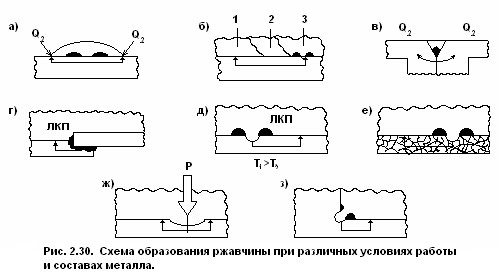 а) б) в)
O₂ O₂ 1 2 3 O₂ O₂
г) д) е)
ЛКП ЛКП
T₁ > T₂
ж) з)
P
Рис. 2.30. Схема образования ржавчины при различных условиях работы
и составах металла.